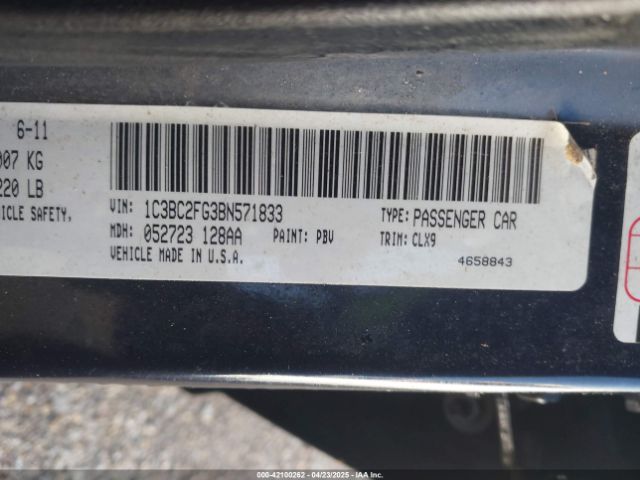 6-11
007 KG
220 LB
HICLE SAFETY,
VIN: 1C3BC2FG3BN571833
TYPE: PASSENGER CAR
MDH: 052723 128AA
PAINT: PBV
TRIM: CLX9
VEHICLE MADE IN U.S.A.
4658843
000-42100262 - 04/23/2025 - IAA Inc.